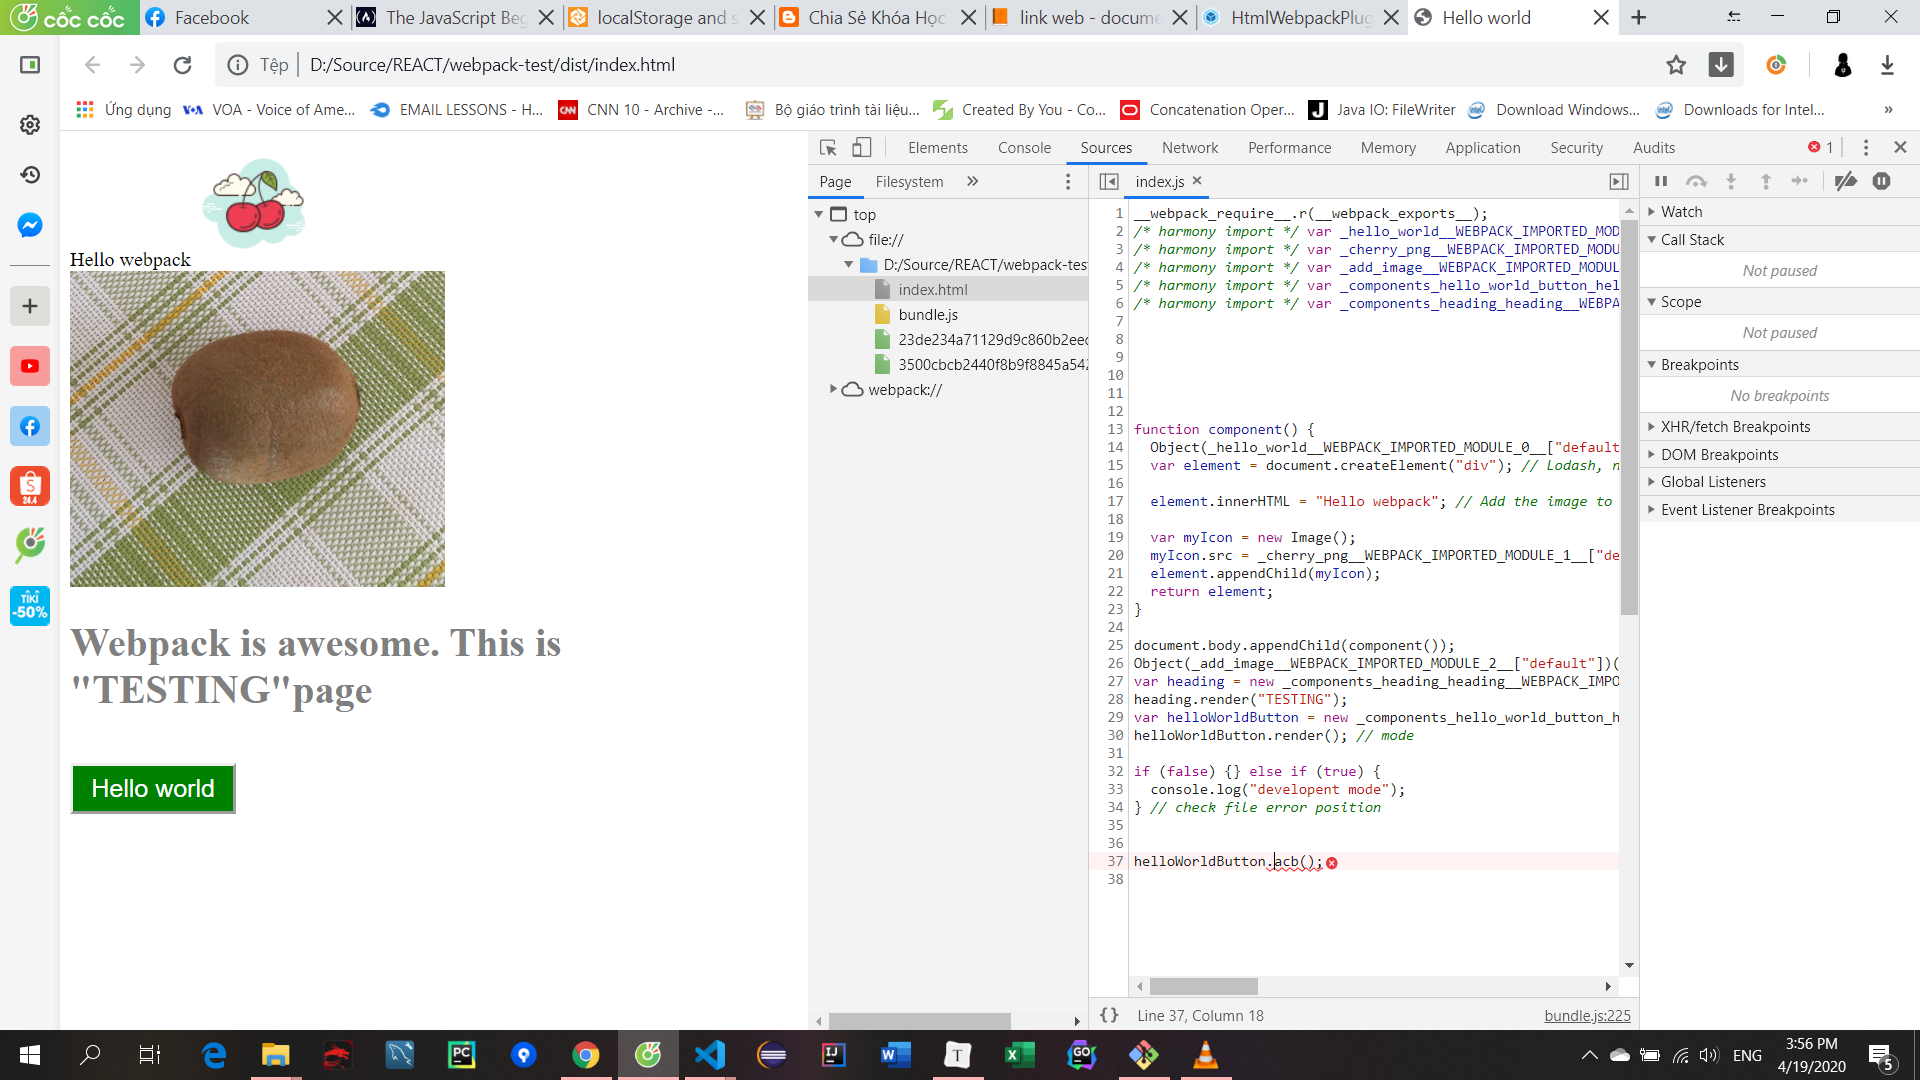 cốc cốc
Facebook
The JavaScript Beg
localStorage and s
Chia Sẻ Khóa Học
link web - docume
HtmlWebpackPlug
Hello world
Tệp
D:/Source/REACT/webpack-test/dist/index.html
Ứng dụng
VOA - Voice of Ame...
EMAIL LESSONS - H...
CNN 10 - Archive -...
Bộ giáo trình tài liệu...
Created By You - Co...
Concatenation Oper...
Java IO: FileWriter
Download Windows...
Downloads for Intel...
»
Hello webpack
Webpack is awesome. This is
"TESTING"page
Hello world
Elements Console Sources Network Performance Memory Application Security Audits
1
Page Filesystem »
top
file://
D:/Source/REACT/webpack-tes
index.html
bundle.js
23de234a71129d9c860b2eec
3500cbcb2440f8b9f8845a542
webpack://
index.js
1 __webpack_require__.r(__webpack_exports__);
2 /* harmony import */ var _hello_world__WEBPACK_IMPORTED_MOD
3 /* harmony import */ var _cherry_png__WEBPACK_IMPORTED_MODU
4 /* harmony import */ var _add_image__WEBPACK_IMPORTED_MODUL
5 /* harmony import */ var _components_hello_world_button_hel
6 /* harmony import */ var _components_heading_heading__WEBPA
7
8
9
10
11
12
13 function component() {
14 Object(_hello_world__WEBPACK_IMPORTED_MODULE_0__["default
15 var element = document.createElement("div"); // Lodash, n
16
17 element.innerHTML = "Hello webpack"; // Add the image to
18
19 var myIcon = new Image();
20 myIcon.src = _cherry_png__WEBPACK_IMPORTED_MODULE_1__["de
21 element.appendChild(myIcon);
22 return element;
23 }
24
25 document.body.appendChild(component());
26 Object(_add_image__WEBPACK_IMPORTED_MODULE_2__["default"])(
27 var heading = new _components_heading_heading__WEBPACK_IMPO
28 heading.render("TESTING");
29 var helloWorldButton = new _components_hello_world_button_h
30 helloWorldButton.render(); // mode
31
32 if (false) {} else if (true) {
33 console.log("developent mode");
34 } // check file error position
35
36
37 helloWorldButton.acb();
38
{} Line 37, Column 18
bundle.js:225
Watch
Call Stack
Not paused
Scope
Not paused
Breakpoints
No breakpoints
XHR/fetch Breakpoints
DOM Breakpoints
Global Listeners
Event Listener Breakpoints
24.4
TIKI
-50%
ENG
3:56 PM
4/19/2020
5